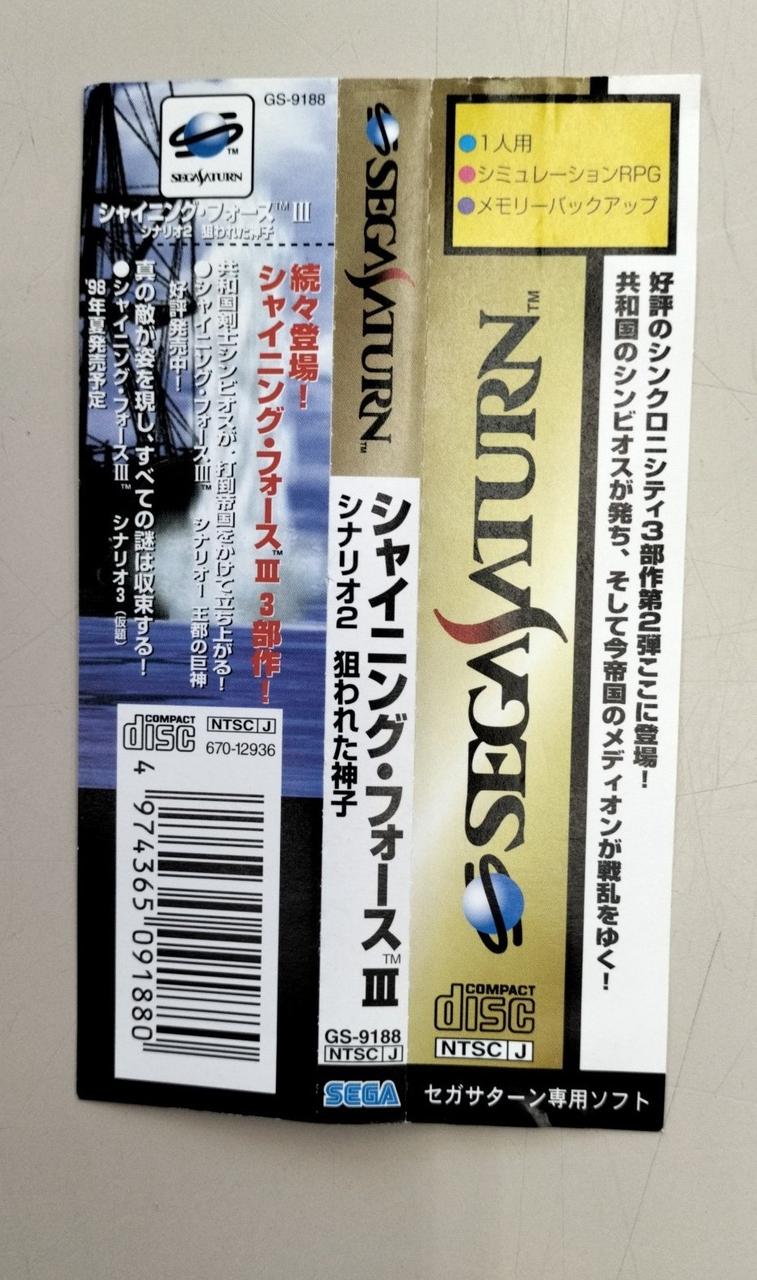 GS-9188
SEGA SATURN™
シャイニング・フォース™ III
シナリオ2 狙われた神子
続々登場！
シャイニング・フォース™ III 3部作！
共和国剣士シンビオスが、打倒帝国をかけて立ち上がる！
●シャイニング・フォースIII™ シナリオ1 王都の巨神
好評発売中！
真の敵が姿を現し、すべての謎は収束する！
●シャイニング・フォースIII™ シナリオ3（仮題）
'98年夏発売予定
COMPACT disc
NTSC J
670-12936
4 974365 091880
SEGA SATURN™
シャイニング・フォース™ III
シナリオ2 狙われた神子
GS-9188
NTSC J
SEGA
●1人用
●シミュレーションRPG
●メモリーバックアップ
SEGA SATURN™
COMPACT disc
NTSC J
好評のシンクロニシティ3部作第2弾ここに登場！
共和国のシンビオスが発ち、そして今帝国のメディオンが戦乱をゆく！
セガサターン専用ソフト